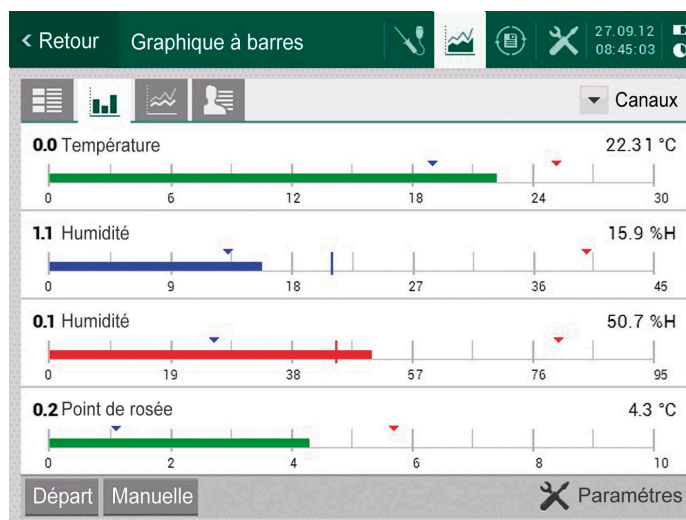 < Retour Graphique à barres 27.09.12
08:45:03
Canaux
0.0 Température 22.31 °C
0 6 12 18 24 30
1.1 Humidité 15.9 %H
0 9 18 27 36 45
0.1 Humidité 50.7 %H
0 19 38 57 76 95
0.2 Point de rosée 4.3 °C
0 2 4 6 8 10
Départ Manuelle Paramétres